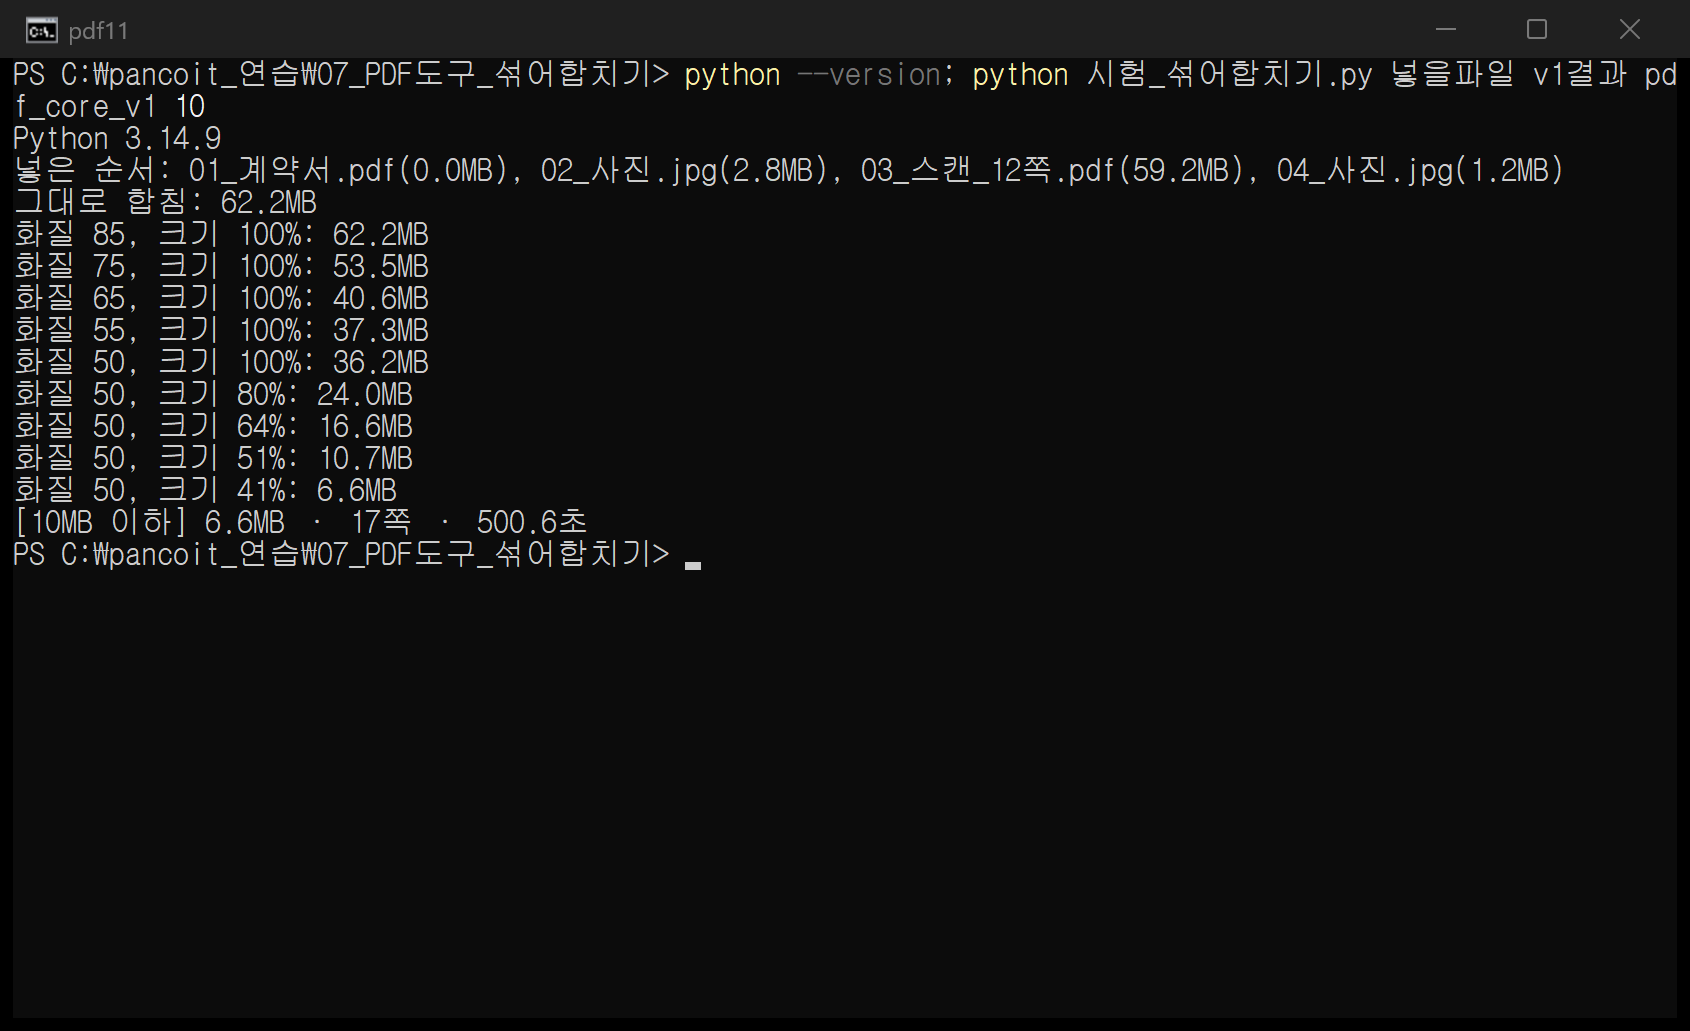 pdf11
PS C:₩pancoit_연습₩07_PDF도구_섞어합치기> python --version; python 시험_섞어합치기.py 넣을파일 v1결과 pd
f_core_v1 10
Python 3.14.9
넣은 순서: 01_계약서.pdf(0.0MB), 02_사진.jpg(2.8MB), 03_스캔_12쪽.pdf(59.2MB), 04_사진.jpg(1.2MB)
그대로 합침: 62.2MB
화질 85, 크기 100%: 62.2MB
화질 75, 크기 100%: 53.5MB
화질 65, 크기 100%: 40.6MB
화질 55, 크기 100%: 37.3MB
화질 50, 크기 100%: 36.2MB
화질 50, 크기 80%: 24.0MB
화질 50, 크기 64%: 16.6MB
화질 50, 크기 51%: 10.7MB
화질 50, 크기 41%: 6.6MB
[10MB 이하] 6.6MB · 17쪽 · 500.6초
PS C:₩pancoit_연습₩07_PDF도구_섞어합치기>